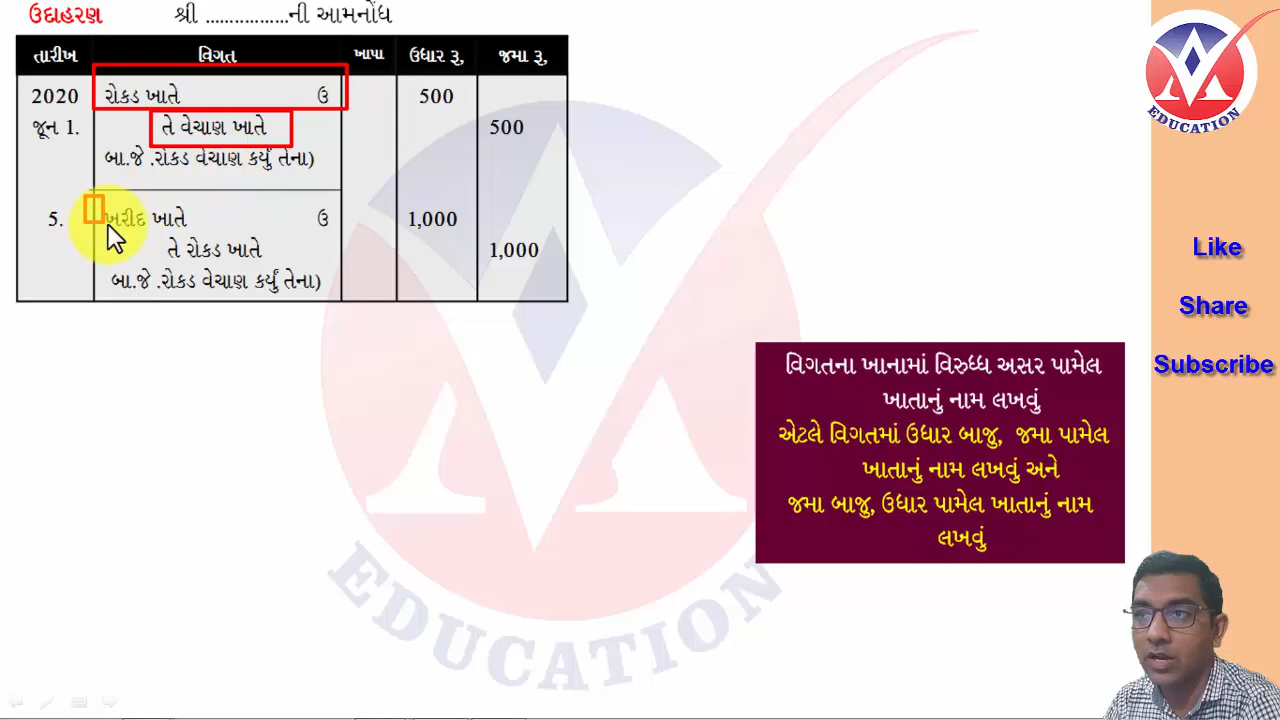 ઉદાહરણ
શ્રી ................ની આમનોંધ
તારીખ વિગત ખાપા ઉધાર રૂ, જમા રૂ,
2020 રોકડ ખાતે ઉ 500
જૂન 1. તે વેચાણ ખાતે 500
બા.જે .રોકડ વેચાણ કર્યું તેના)
5. ખરીદ ખાતે ઉ 1,000
તે રોકડ ખાતે 1,000
બા.જે .રોકડ વેચાણ કર્યું તેના)
વિગતના ખાનામાં વિરુધ્ધ અસર પામેલ
ખાતાનું નામ લખવું
એટલે વિગતમાં ઉધાર બાજુ, જમા પામેલ
ખાતાનું નામ લખવું અને
જમા બાજુ, ઉધાર પામેલ ખાતાનું નામ
લખવું
EDUCATION
Like
Share
Subscribe
EDUCATION